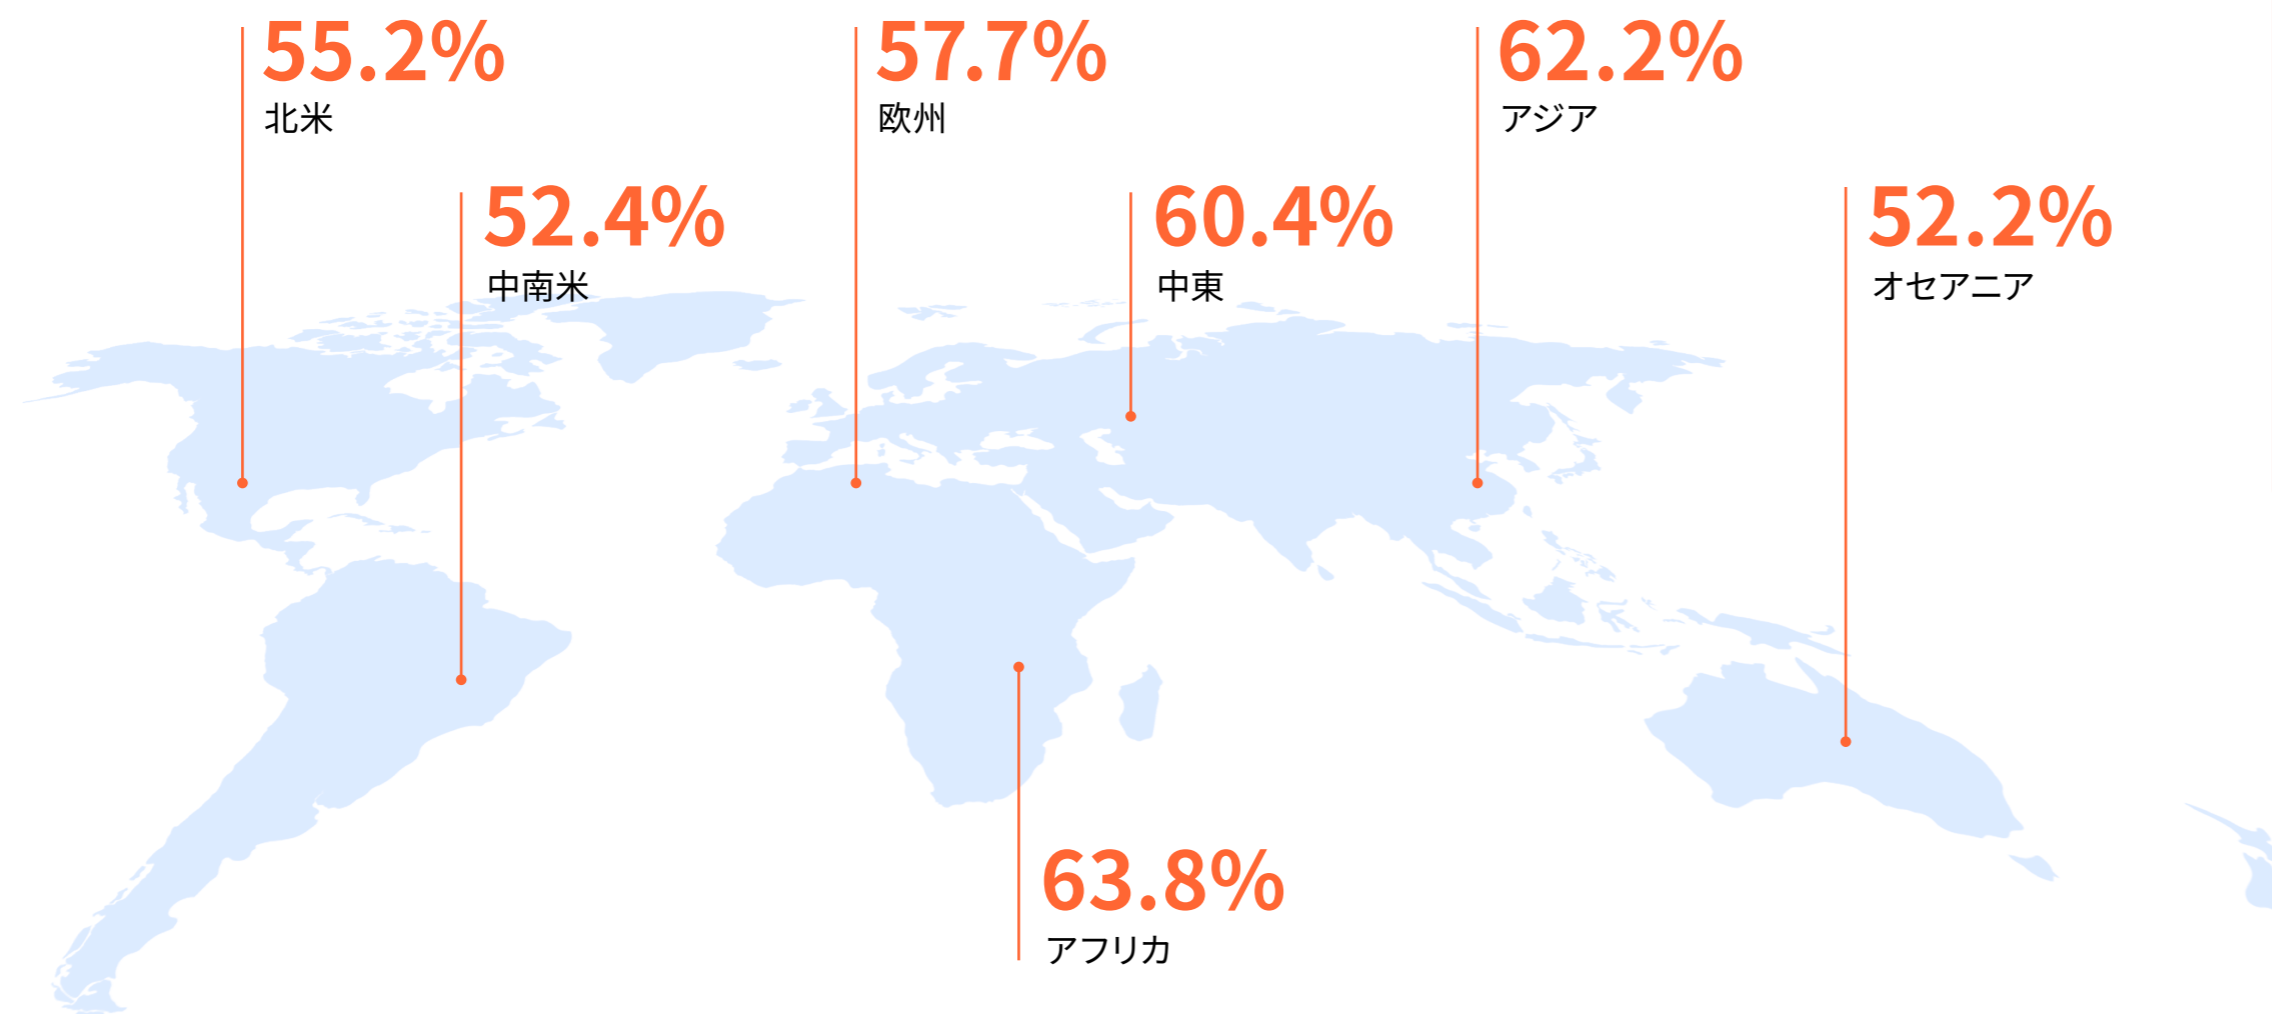 55.2%
北米
57.7%
欧州
62.2%
アジア
52.4%
中南米
60.4%
中東
52.2%
オセアニア
63.8%
アフリカ